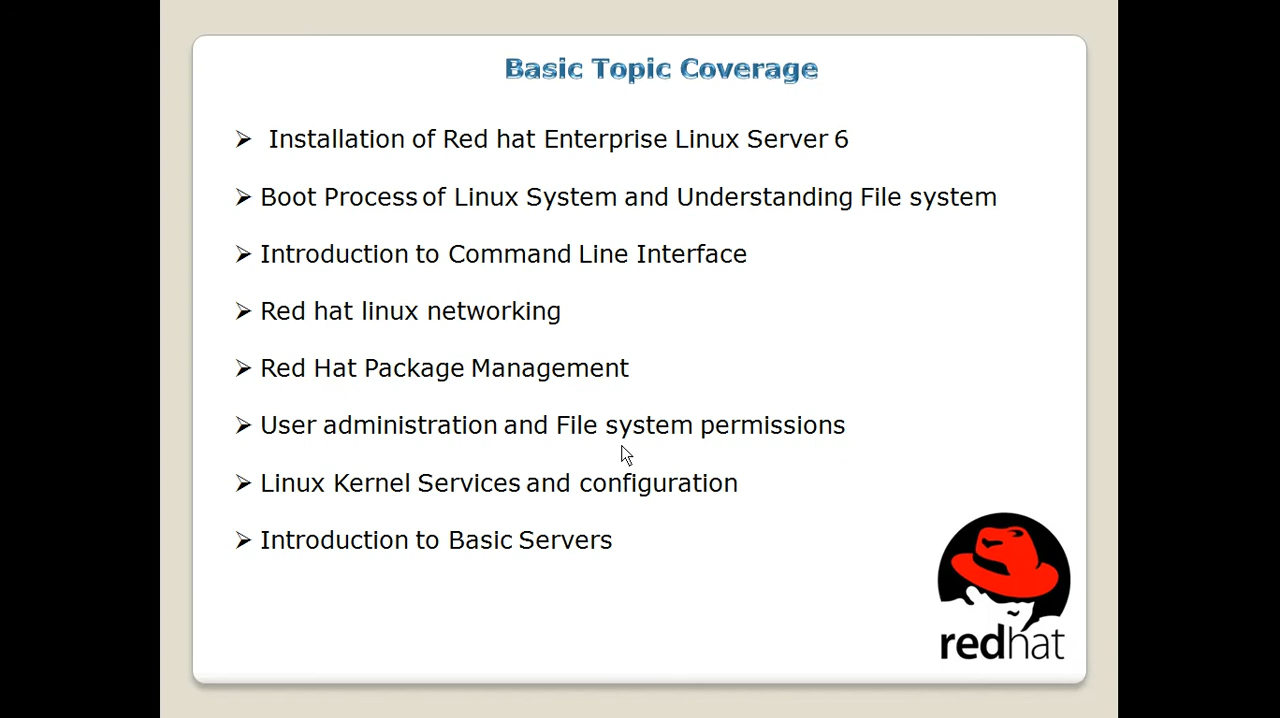 Basic Topic Coverage
Installation of Red hat Enterprise Linux Server 6
Boot Process of Linux System and Understanding File system
Introduction to Command Line Interface
Red hat linux networking
Red Hat Package Management
User administration and File system permissions
Linux Kernel Services and configuration
Introduction to Basic Servers
redhat